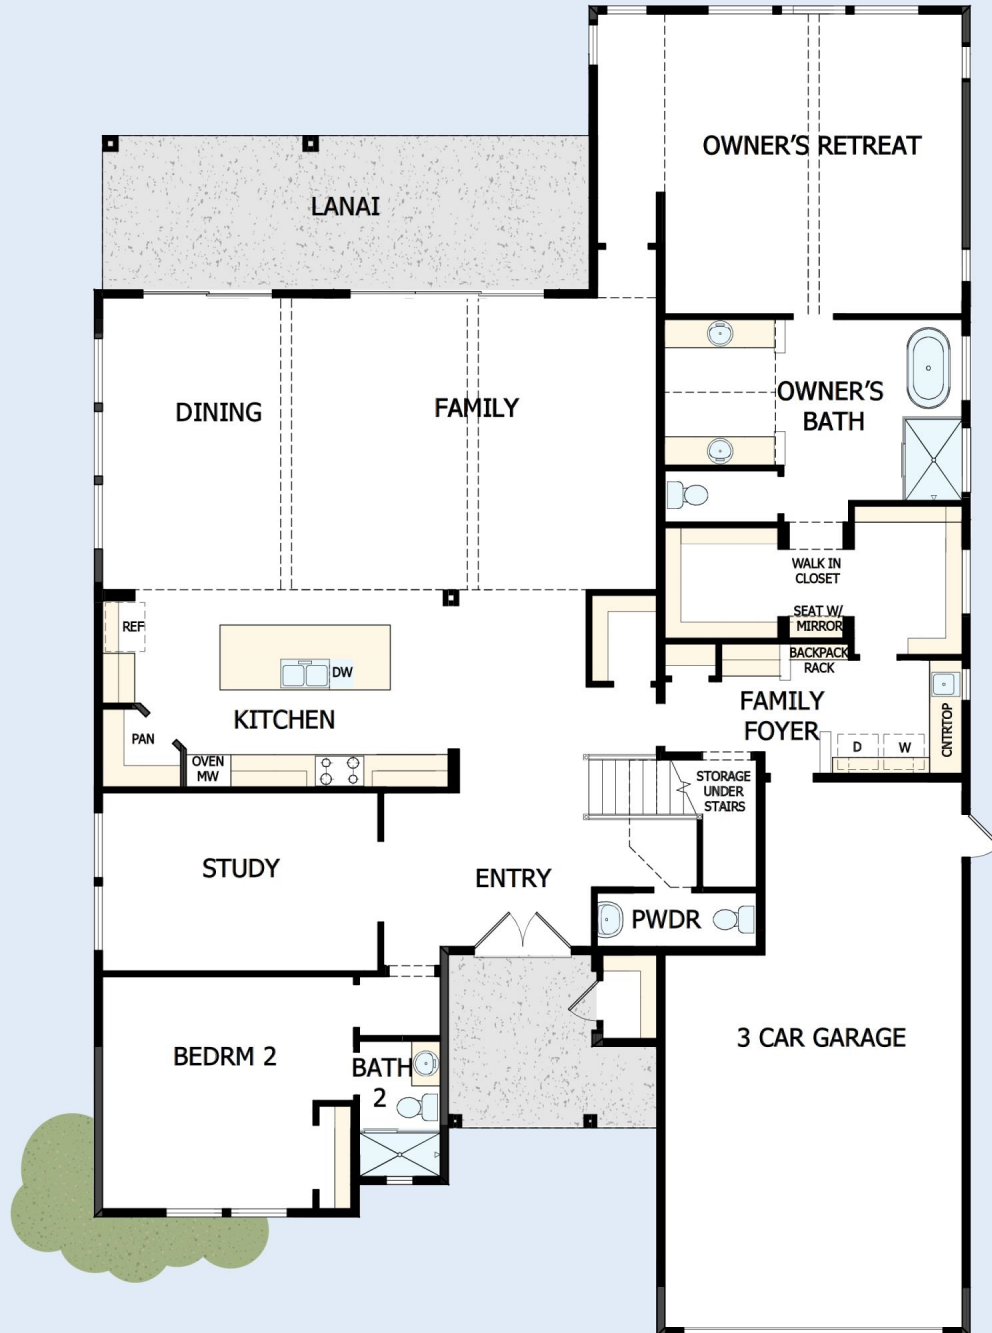 OWNER'S RETREAT
LANAI
DINING
FAMILY
OWNER'S
BATH
WALK IN
CLOSET
SEAT W/
MIRROR
REF
DW
KITCHEN
PAN
OVEN
MW
BACKPACK
RACK
FAMILY
FOYER
D
W
CNTRTOP
STORAGE
UNDER
STAIRS
STUDY
ENTRY
PWDR
BEDRM 2
BATH
2
3 CAR GARAGE